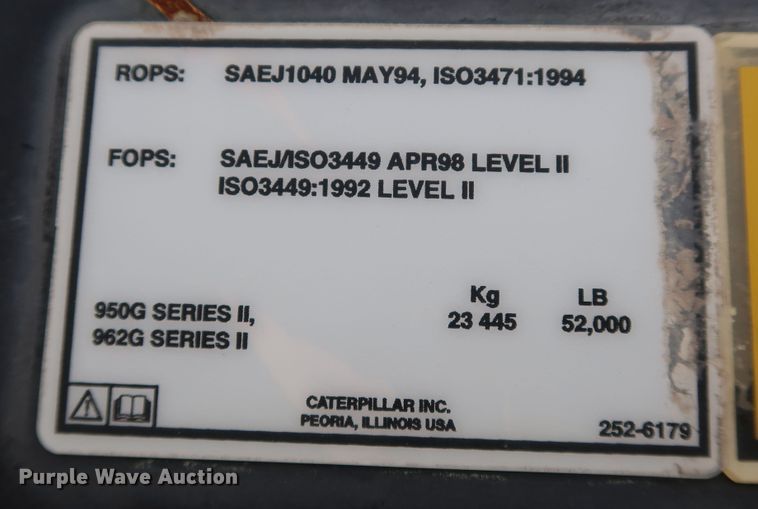 ROPS: SAEJ1040 MAY94, ISO3471:1994
FOPS: SAEJ/ISO3449 APR98 LEVEL II
ISO3449:1992 LEVEL II
Kg LB
950G SERIES II, 23 445 52,000
962G SERIES II
CATERPILLAR INC.
PEORIA, ILLINOIS USA
252-6179
Purple Wave Auction